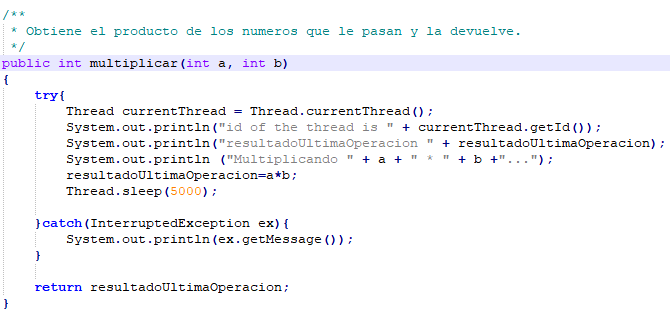 /**
 * Obtiene el producto de los numeros que le pasan y la devuelve.
 */
public int multiplicar(int a, int b)
{
    try{
        Thread currentThread = Thread.currentThread();
        System.out.println("id of the thread is " + currentThread.getId());
        System.out.println("resultadoUltimaOperacion " + resultadoUltimaOperacion);
        System.out.println ("Multiplicando " + a + " * " + b +"...");
        resultadoUltimaOperacion=a*b;
        Thread.sleep(5000);

    }catch(InterruptedException ex){
        System.out.println(ex.getMessage());
    }

    return resultadoUltimaOperacion;
}